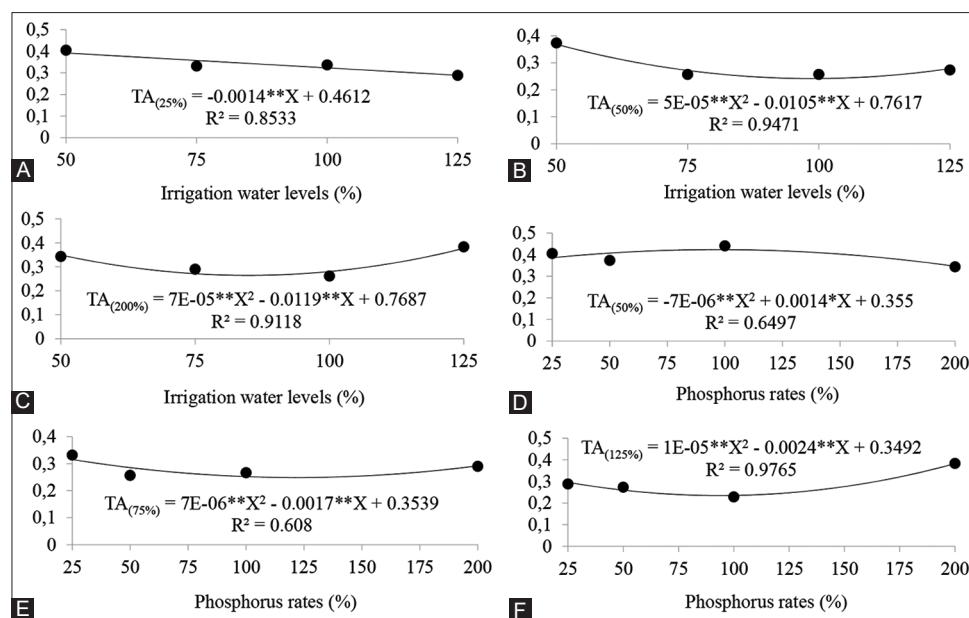 0,5
0,4
0,3
0,2
0,1
0
TA(25%) = -0.0014**X + 0.4612
R² = 0.8533
50 75 100 125
A
Irrigation water levels (%)
0,4
0,3
0,2
0,1
0
TA(50%) = 5E-05**X² - 0.0105**X + 0.7617
R² = 0.9471
50 75 100 125
B
Irrigation water levels (%)
0,5
0,4
0,3
0,2
0,1
0
TA(200%) = 7E-05**X² - 0.0119**X + 0.7687
R² = 0.9118
50 75 100 125
C
Irrigation water levels (%)
0,5
0,4
0,3
0,2
0,1
0
TA(50%) = -7E-06**X² + 0.0014*X + 0.355
R² = 0.6497
25 50 75 100 125 150 175 200
D
Phosphorus rates (%)
0,4
0,3
0,2
0,1
0
TA(75%) = 7E-06**X² - 0.0017**X + 0.3539
R² = 0.608
25 50 75 100 125 150 175 200
E
Phosphorus rates (%)
0,5
0,4
0,3
0,2
0,1
0
TA(125%) = 1E-05**X² - 0.0024**X + 0.3492
R² = 0.9765
25 50 75 100 125 150 175 200
F
Phosphorus rates (%)